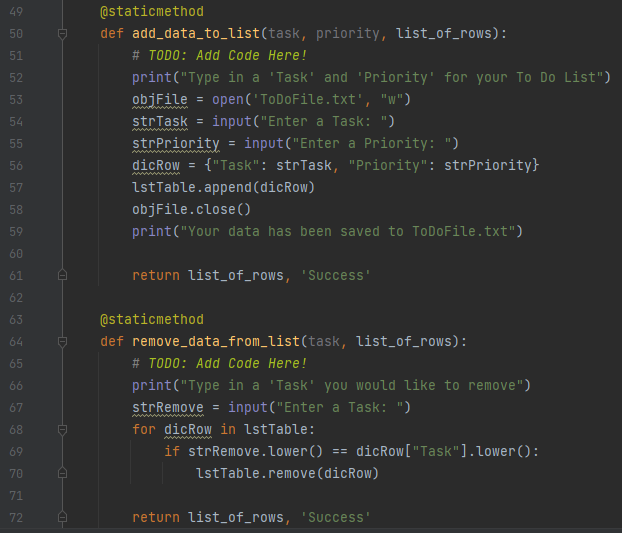 49 @staticmethod
50 def add_data_to_list(task, priority, list_of_rows):
51 # TODO: Add Code Here!
52 print("Type in a 'Task' and 'Priority' for your To Do List")
53 objFile = open('ToDoFile.txt', "w")
54 strTask = input("Enter a Task: ")
55 strPriority = input("Enter a Priority: ")
56 dicRow = {"Task": strTask, "Priority": strPriority}
57 lstTable.append(dicRow)
58 objFile.close()
59 print("Your data has been saved to ToDoFile.txt")
60
61 return list_of_rows, 'Success'
62
63 @staticmethod
64 def remove_data_from_list(task, list_of_rows):
65 # TODO: Add Code Here!
66 print("Type in a 'Task' you would like to remove")
67 strRemove = input("Enter a Task: ")
68 for dicRow in lstTable:
69 if strRemove.lower() == dicRow["Task"].lower():
70 lstTable.remove(dicRow)
71
72 return list_of_rows, 'Success'